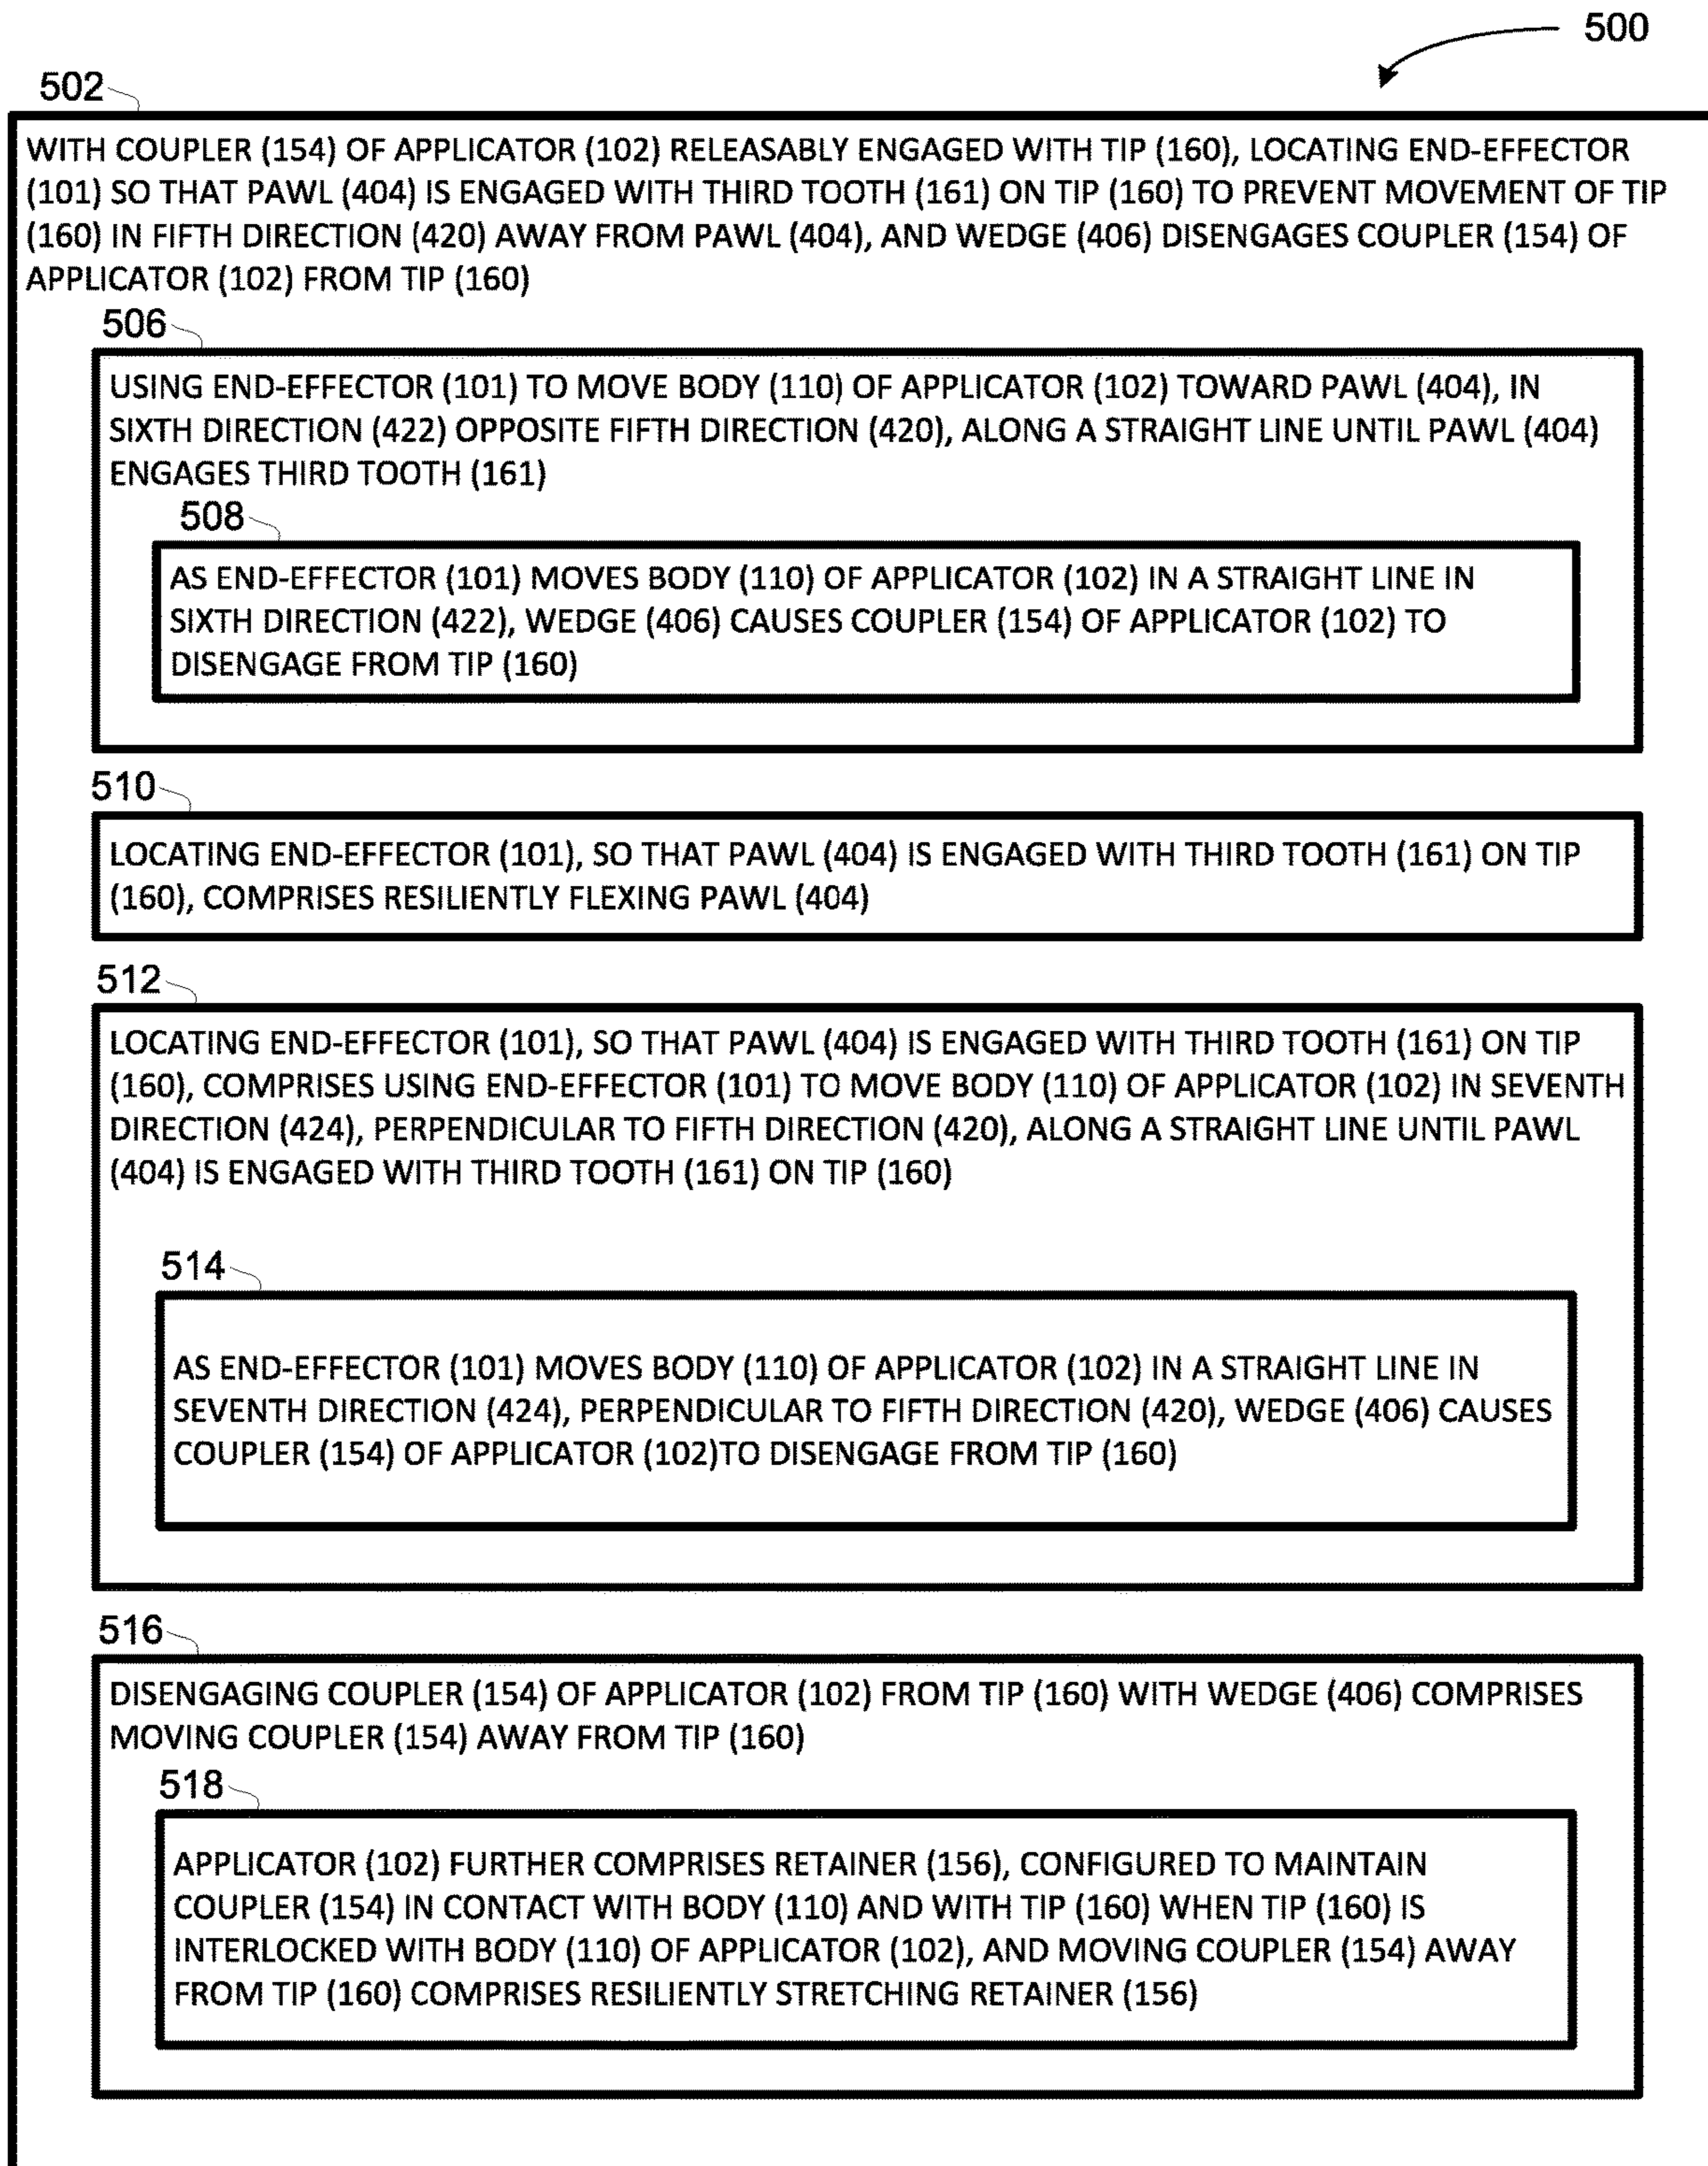 500
502
WITH COUPLER (154) OF APPLICATOR (102) RELEASABLY ENGAGED WITH TIP (160), LOCATING END-EFFECTOR
(101) SO THAT PAWL (404) IS ENGAGED WITH THIRD TOOTH (161) ON TIP (160) TO PREVENT MOVEMENT OF TIP
(160) IN FIFTH DIRECTION (420) AWAY FROM PAWL (404), AND WEDGE (406) DISENGAGES COUPLER (154) OF
APPLICATOR (102) FROM TIP (160)
506
USING END-EFFECTOR (101) TO MOVE BODY (110) OF APPLICATOR (102) TOWARD PAWL (404), IN
SIXTH DIRECTION (422) OPPOSITE FIFTH DIRECTION (420), ALONG A STRAIGHT LINE UNTIL PAWL (404)
ENGAGES THIRD TOOTH (161)
508
AS END-EFFECTOR (101) MOVES BODY (110) OF APPLICATOR (102) IN A STRAIGHT LINE IN
SIXTH DIRECTION (422), WEDGE (406) CAUSES COUPLER (154) OF APPLICATOR (102) TO
DISENGAGE FROM TIP (160)
510
LOCATING END-EFFECTOR (101), SO THAT PAWL (404) IS ENGAGED WITH THIRD TOOTH (161) ON TIP
(160), COMPRISES RESILIENTLY FLEXING PAWL (404)
512
LOCATING END-EFFECTOR (101), SO THAT PAWL (404) IS ENGAGED WITH THIRD TOOTH (161) ON TIP
(160), COMPRISES USING END-EFFECTOR (101) TO MOVE BODY (110) OF APPLICATOR (102) IN SEVENTH
DIRECTION (424), PERPENDICULAR TO FIFTH DIRECTION (420), ALONG A STRAIGHT LINE UNTIL PAWL
(404) IS ENGAGED WITH THIRD TOOTH (161) ON TIP (160)
514
AS END-EFFECTOR (101) MOVES BODY (110) OF APPLICATOR (102) IN A STRAIGHT LINE IN
SEVENTH DIRECTION (424), PERPENDICULAR TO FIFTH DIRECTION (420), WEDGE (406) CAUSES
COUPLER (154) OF APPLICATOR (102)TO DISENGAGE FROM TIP (160)
516
DISENGAGING COUPLER (154) OF APPLICATOR (102) FROM TIP (160) WITH WEDGE (406) COMPRISES
MOVING COUPLER (154) AWAY FROM TIP (160)
518
APPLICATOR (102) FURTHER COMPRISES RETAINER (156), CONFIGURED TO MAINTAIN
COUPLER (154) IN CONTACT WITH BODY (110) AND WITH TIP (160) WHEN TIP (160) IS
INTERLOCKED WITH BODY (110) OF APPLICATOR (102), AND MOVING COUPLER (154) AWAY
FROM TIP (160) COMPRISES RESILIENTLY STRETCHING RETAINER (156)